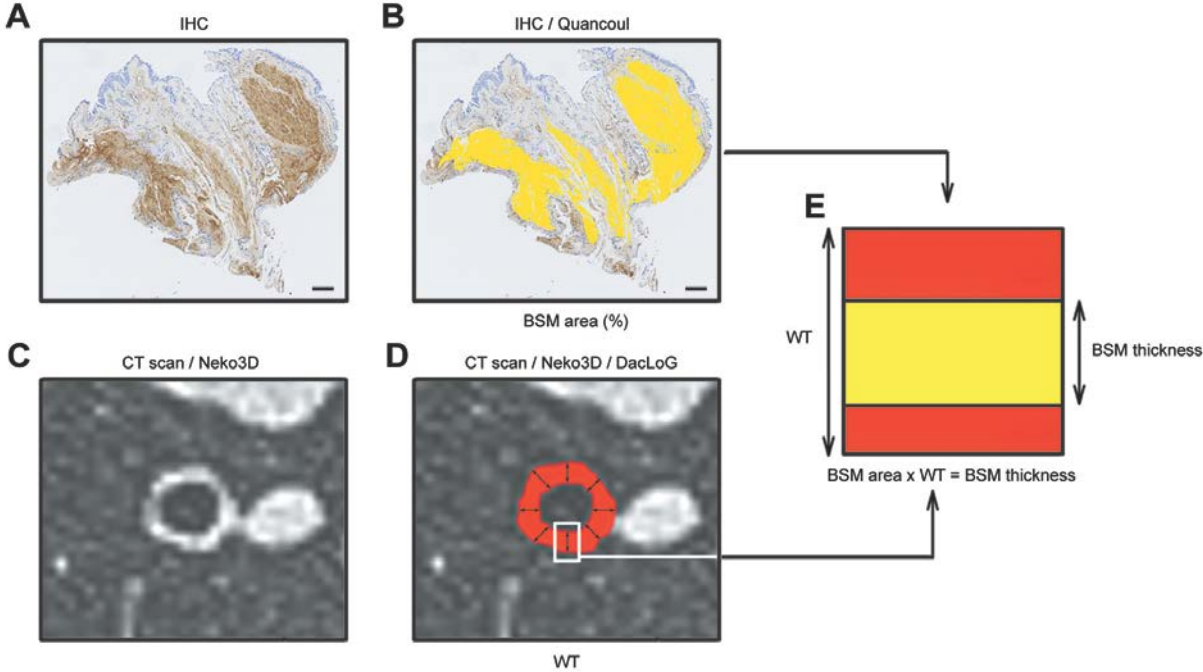 A
IHC
B
IHC / Quancoul
BSM area (%)
C
CT scan / Neko3D
D
CT scan / Neko3D / DacLoG
WT
E
WT
BSM thickness
BSM area x WT = BSM thickness